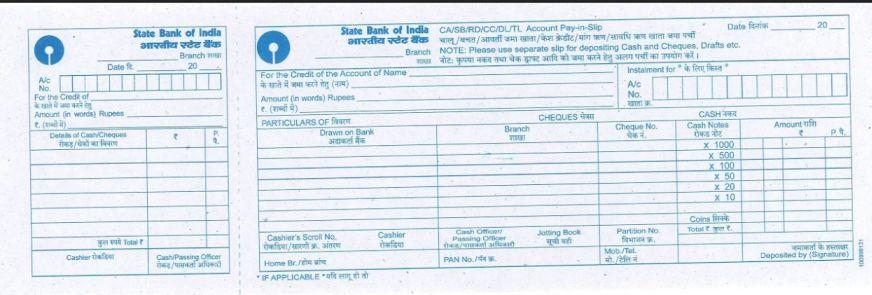 State Bank of India
भारतीय स्टेट बैंक
Branch शाखा
Date दि. 20
A/c
No.
For the Credit of
के खाते में जमा करने हेतु
Amount (in words) Rupees
₹. (शब्दों में)
Details of Cash/Cheques ₹ P.
रोकड़/चेकों का विवरण पै.
कुल रुपये Total ₹
Cashier रोकड़िया Cash/Passing Officer
रोकड़/पासकर्ता अधिकारी
State Bank of India CA/SB/RD/CC/DL/TL Account Pay-in-Slip Date दिनांक 20
भारतीय स्टेट बैंक चालू/बचत/आवर्ती जमा खाता/कैश क्रेडीट/मांग ऋण/सावधि ऋण खाता जमा पर्ची
Branch NOTE: Please use separate slip for depositing Cash and Cheques, Drafts etc.
शाखा नोट: कृपया नकद तथा चेक ड्राफ्ट आदि को जमा करने हेतु अलग पर्ची का उपयोग करें।
For the Credit of the Account of Name Instalment for * के लिए किस्त *
के खाते में जमा करने हेतु (नाम)
A/c
No.
खाता क्र.
Amount (in words) Rupees
₹. (शब्दों में)
PARTICULARS OF विवरण CHEQUES चेक्स CASH नकद
Drawn on Bank Branch Cheque No. Cash Notes Amount राशि
अदाकर्ता बैंक शाखा चेक नं. रोकड़ नोट ₹ P. पै.
X 1000
X 500
X 100
X 50
X 20
X 10
Coins सिक्के
Total ₹ कुल ₹.
Cashier's Scroll No. Cashier Cash Officer/ Jotting Book Partition No.
Passing Officer
रोकड़िया/सारणी क्र. अंतरण रोकड़िया रोकड़/पासकर्ता अधिकारी सूची बही विभाजन क्र.
Home Br./होम ब्रांच PAN No./पॅन क्र. Mob./Tel.
मो./टेलि नं
जमाकर्ता के हस्ताक्षर
Deposited by (Signature)
* IF APPLICABLE * यदि लागू हो तो